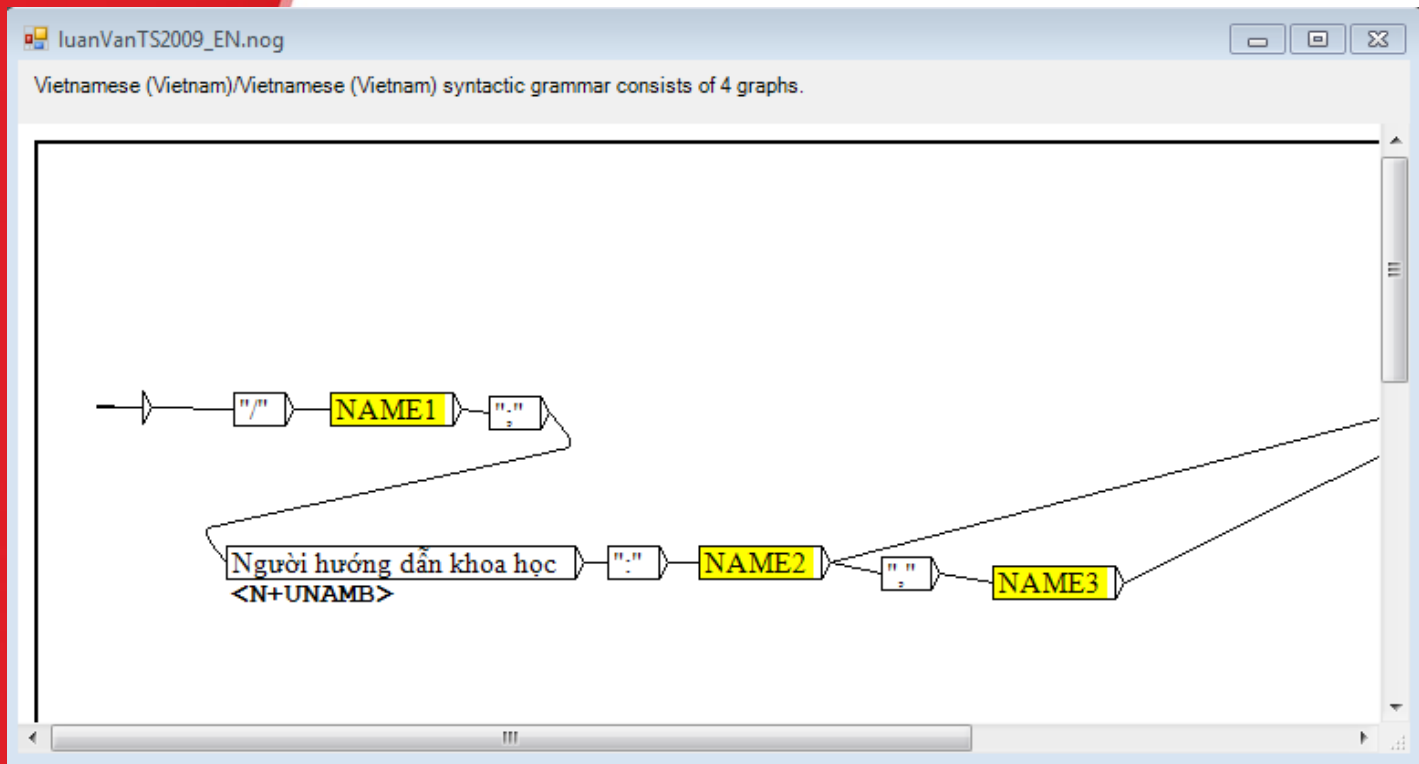 luanVanTS2009_EN.nog
Vietnamese (Vietnam)/Vietnamese (Vietnam) syntactic grammar consists of 4 graphs.
"/" NAME1 ";"
Người hướng dẫn khoa học ":" NAME2 "," NAME3
<N+UNAMB>